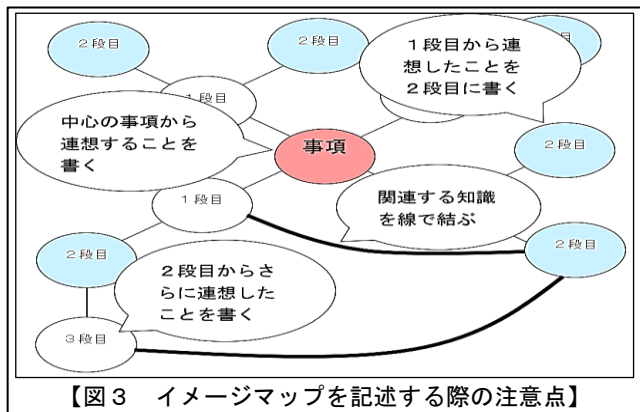 ２段目
２段目
１段目から連
想したことを
２段目に書く
１段目
中心の事項から
連想することを
書く
事項
２段目
１段目
関連する知識
を線で結ぶ
２段目
２段目
２段目からさ
らに連想した
ことを書く
３段目
【図３　イメージマップを記述する際の注意点】